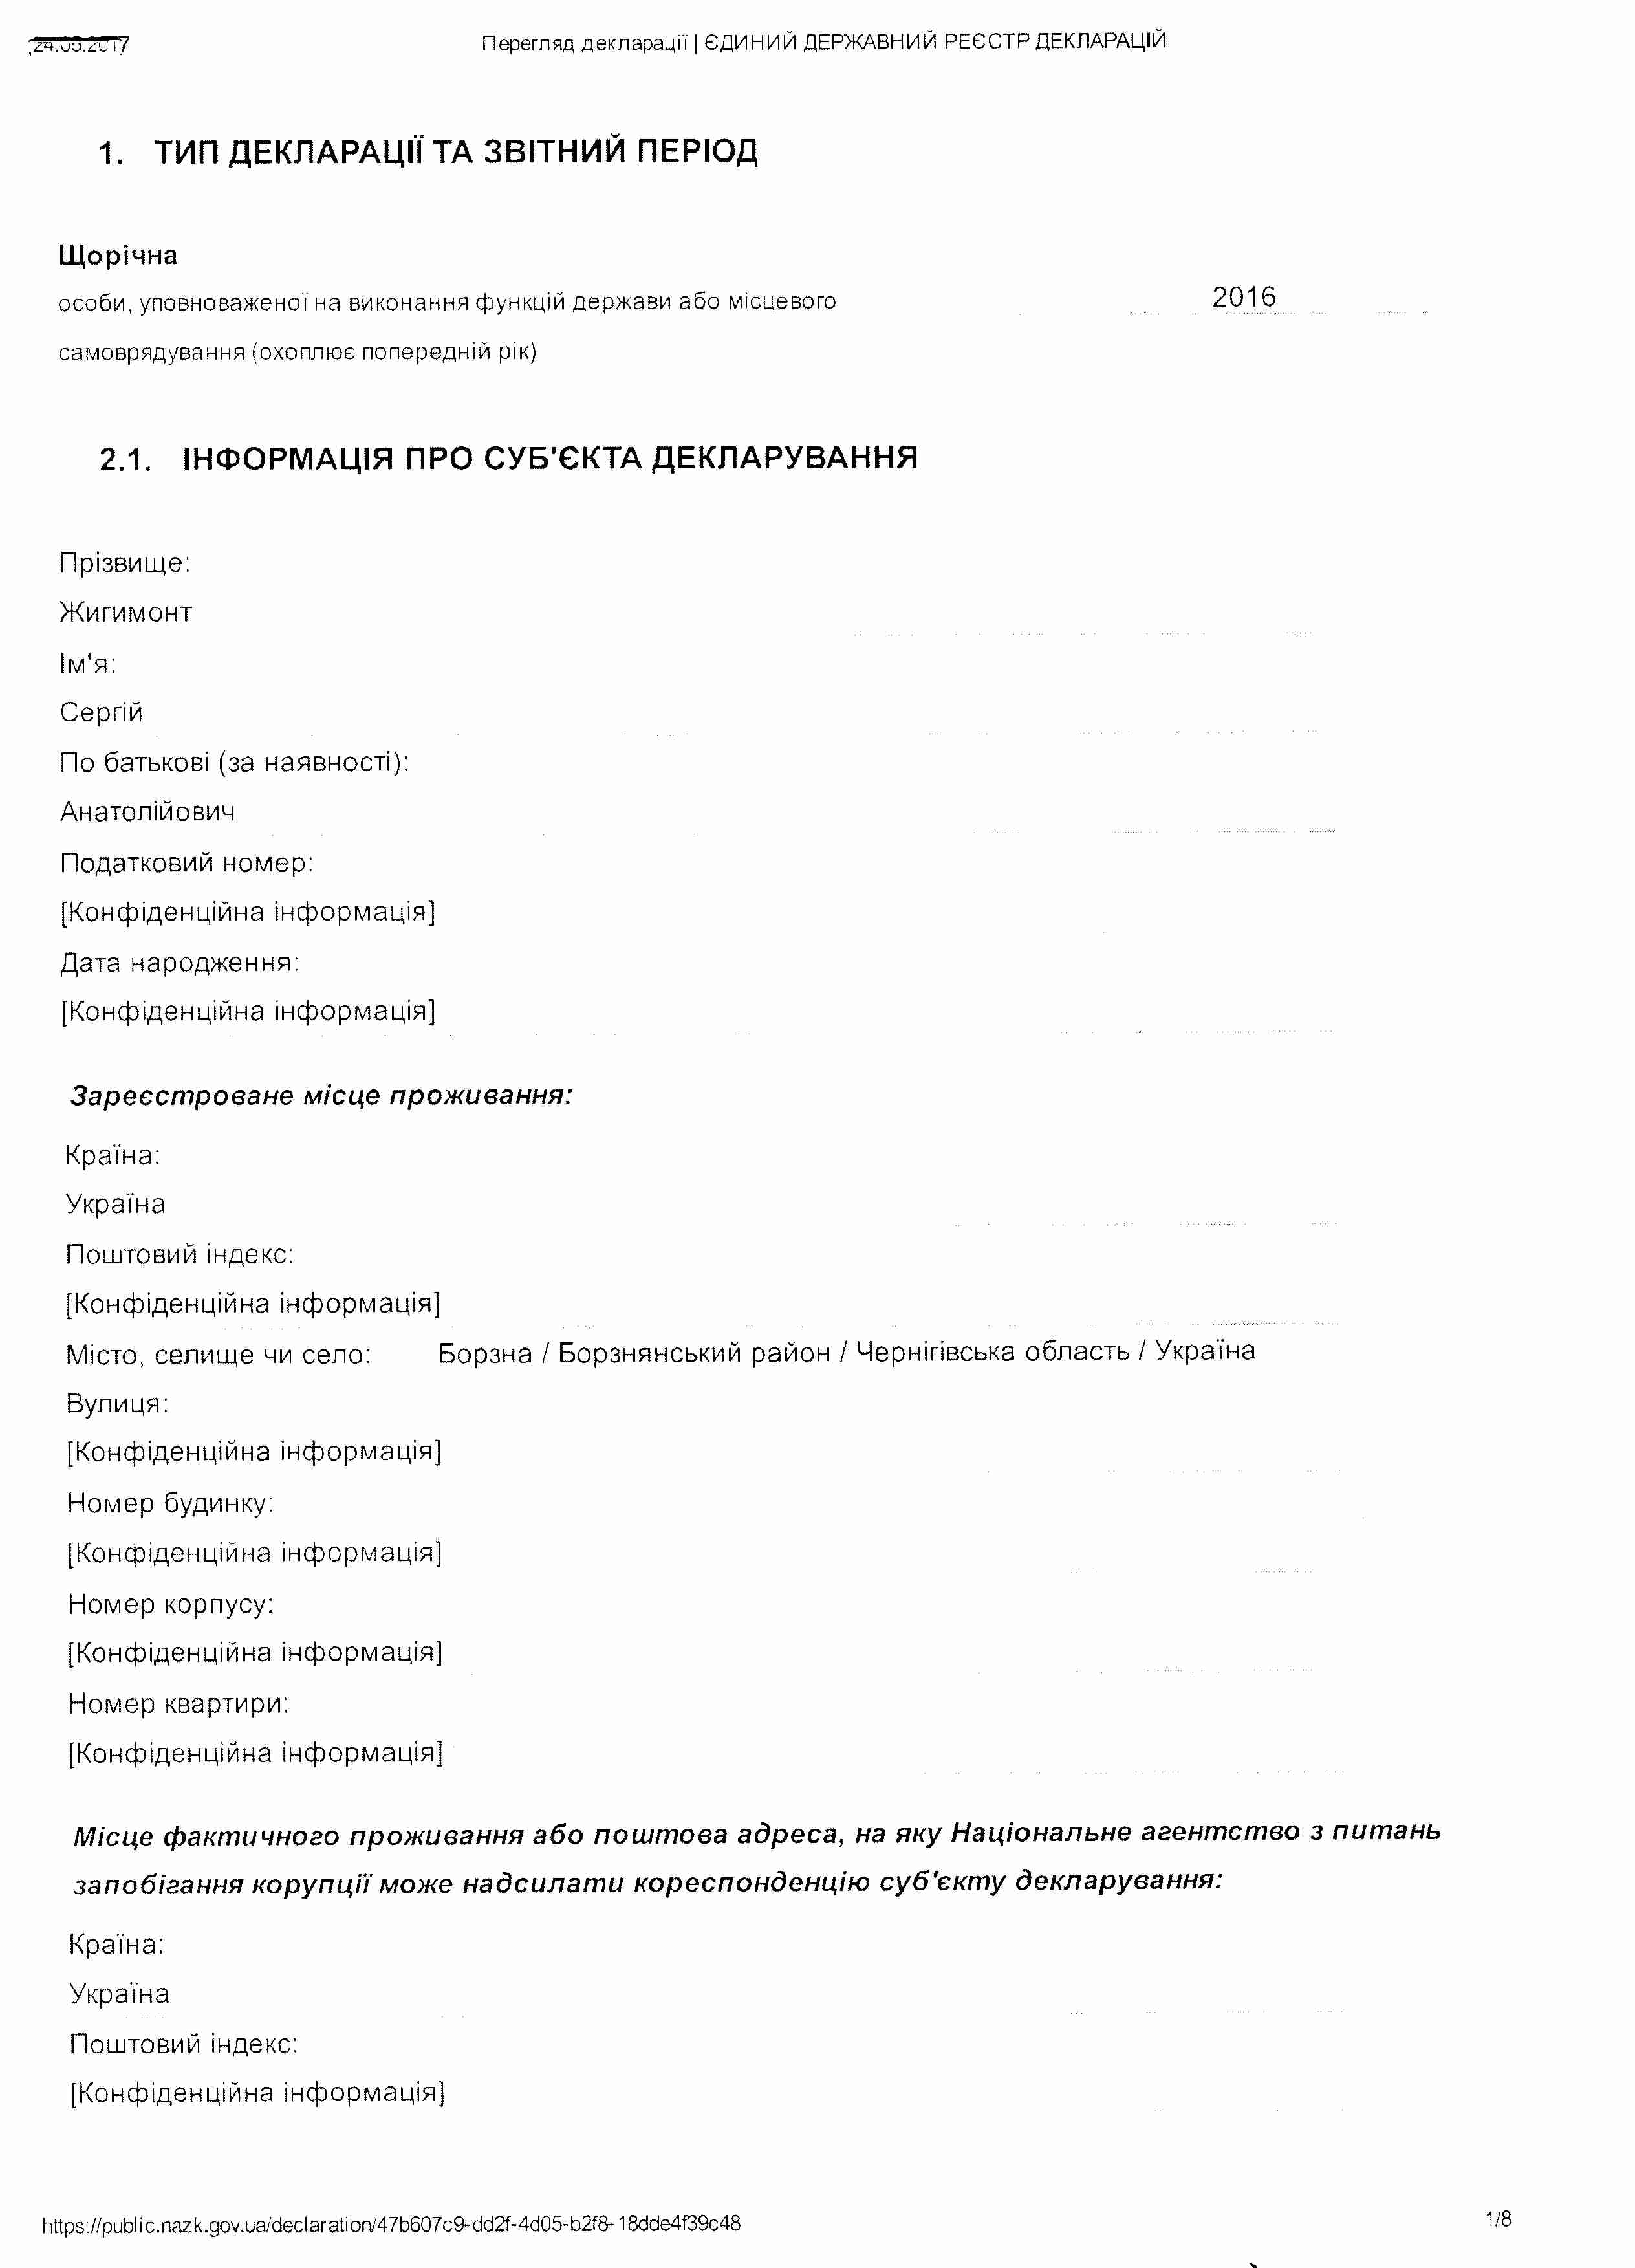 Перегляд декларації | ЄДИНИЙ ДЕРЖАВНИЙ РЕЄСТР ДЕКЛАРАЦІЙ
1. ТИП ДЕКЛАРАЦІЇ ТА ЗВІТНИЙ ПЕРІОД
Щорічна
особи, уповноваженої на виконання функцій держави або місцевого 2016
самоврядування (охоплює попередній рік)
2.1. ІНФОРМАЦІЯ ПРО СУБ'ЄКТА ДЕКЛАРУВАННЯ
Прізвище:
Жигимонт
Ім'я:
Сергій
По батькові (за наявності):
Анатолійович
Податковий номер:
[Конфіденційна інформація]
Дата народження:
[Конфіденційна інформація]
Зареєстроване місце проживання:
Країна:
Україна
Поштовий індекс:
[Конфіденційна інформація]
Місто, селище чи село: Борзна / Борзнянський район / Чернігівська область / Україна
Вулиця:
[Конфіденційна інформація]
Номер будинку:
[Конфіденційна інформація]
Номер корпусу:
[Конфіденційна інформація]
Номер квартири:
[Конфіденційна інформація]
Місце фактичного проживання або поштова адреса, на яку Національне агентство з питань
запобігання корупції може надсилати кореспонденцію суб'єкту декларування:
Країна:
Україна
Поштовий індекс:
[Конфіденційна інформація]
https://public.nazk.gov.ua/declaration/47b607c9-dd2f-4d05-b2f8-18dde4f39c48 1/8